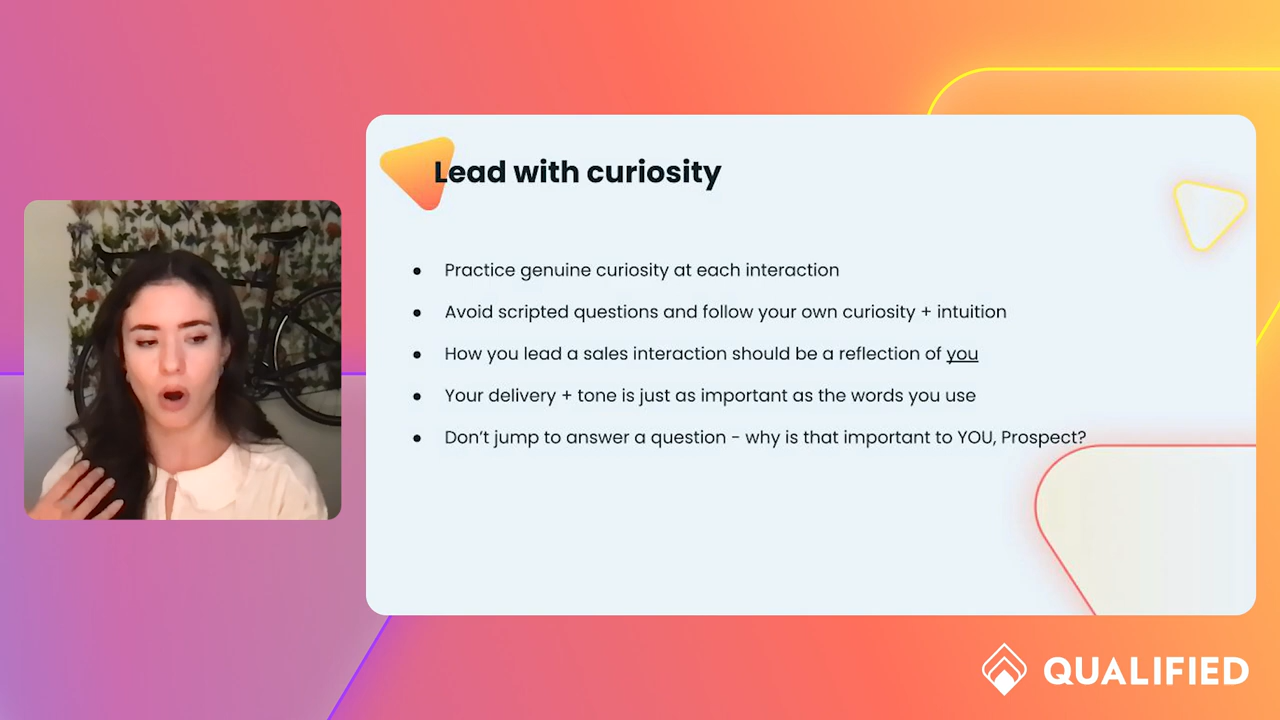 Lead with curiosity
● Practice genuine curiosity at each interaction
● Avoid scripted questions and follow your own curiosity + intuition
● How you lead a sales interaction should be a reflection of you
● Your delivery + tone is just as important as the words you use
● Don’t jump to answer a question - why is that important to YOU, Prospect?
QUALIFIED